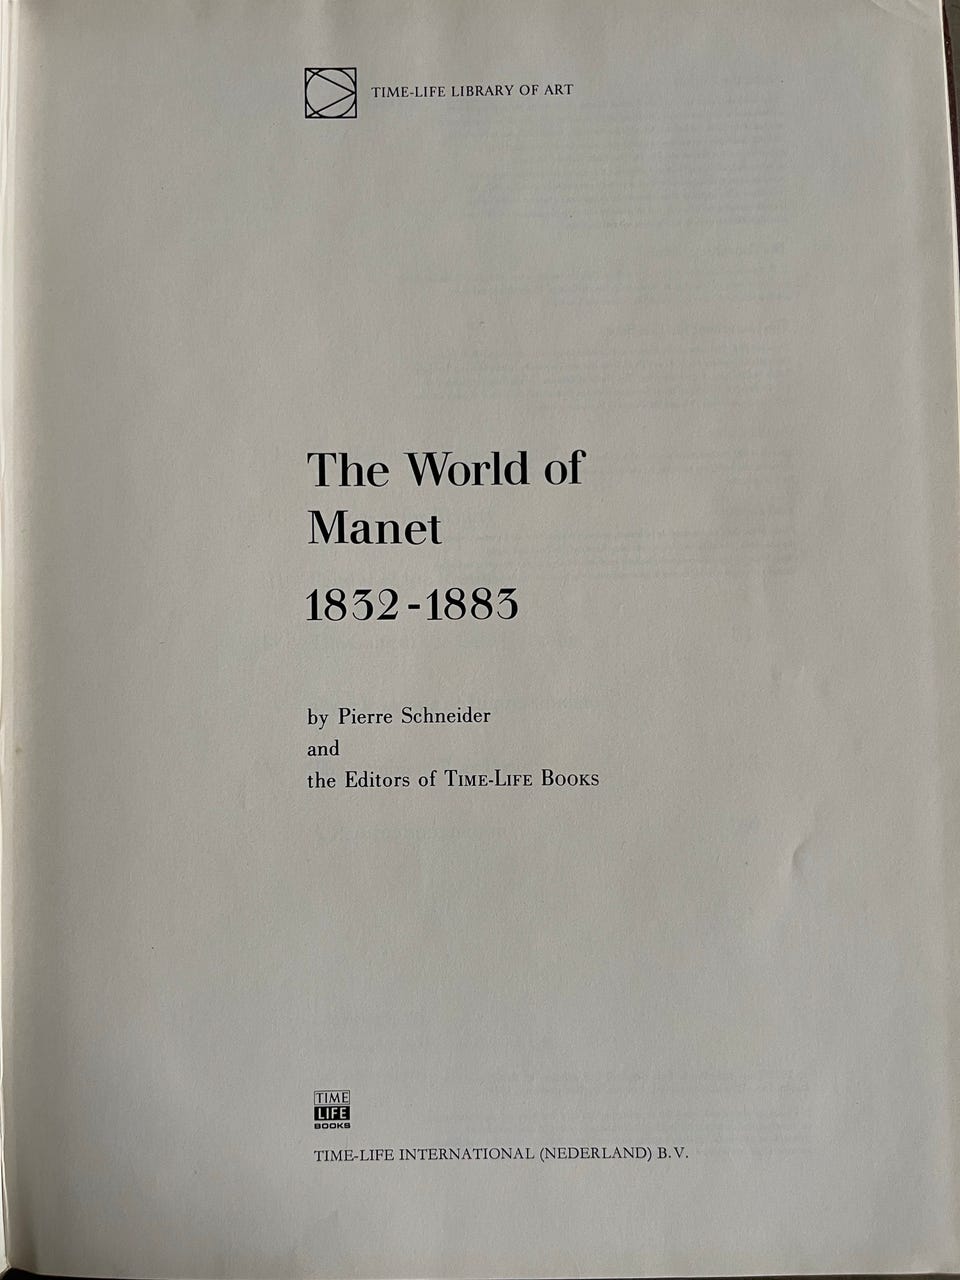 TIME-LIFE LIBRARY OF ART
The World of
Manet
1832-1883
by Pierre Schneider
and
the Editors of TIME-LIFE BOOKS
TIME
LIFE
BOOKS
TIME-LIFE INTERNATIONAL (NEDERLAND) B.V.